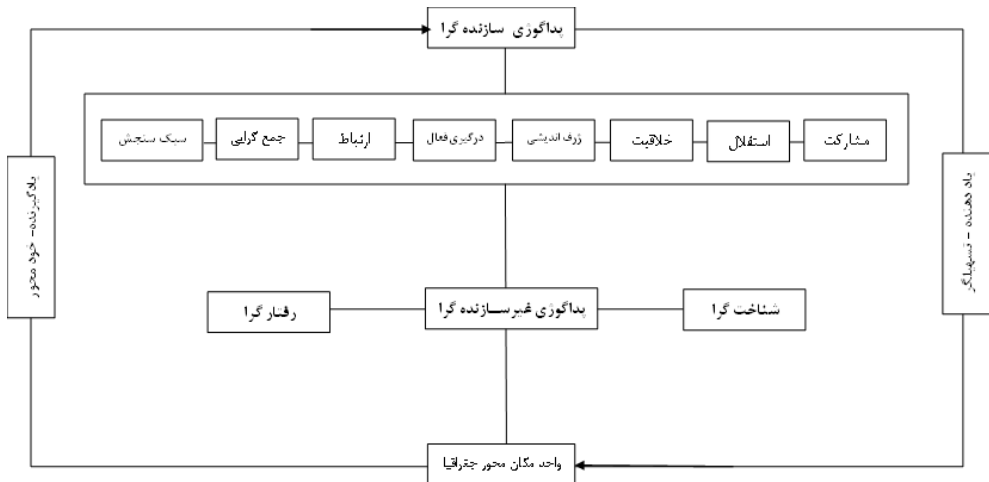 پداگوژی سازنده گرا
مشارکت
استقلال
خلاقیت
ژرف اندیشی
درگیری فعال
ارتباط
جمع گرایی
سبک سنجش
یاد دهنده - تسهیلگر
یادگیرنده- خود محور
شناخت گرا
پداگوژی غیرسازنده گرا
رفتار گرا
واحد مکان محور جغرافیا